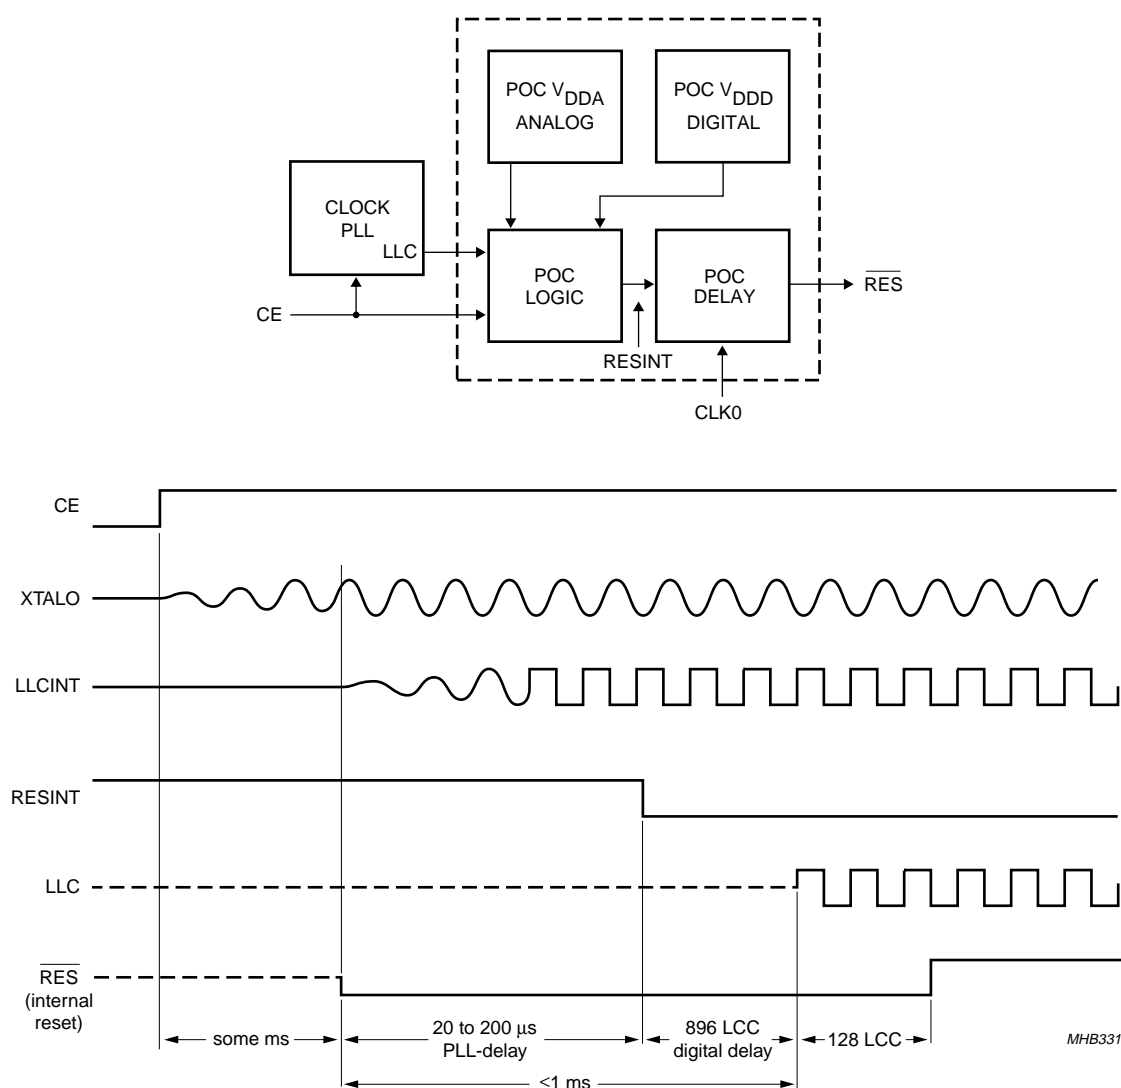 POC VDDA
ANALOG
POC VDDD
DIGITAL
CLOCK
PLL
LLC
POC
LOGIC
POC
DELAY
RES
CE
RESINT
CLK0
CE
XTALO
LLCINT
RESINT
LLC
RES
(internal
reset)
some ms
20 to 200 μs
PLL-delay
896 LCC
digital delay
128 LCC
<1 ms
MHB331